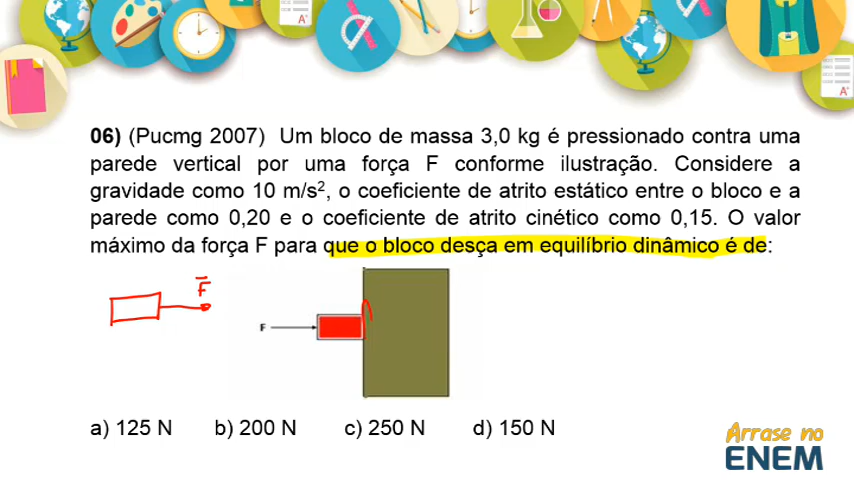 06) (Pucmg 2007) Um bloco de massa 3,0 kg é pressionado contra uma
parede vertical por uma força F conforme ilustração. Considere a
gravidade como 10 m/s², o coeficiente de atrito estático entre o bloco e a
parede como 0,20 e o coeficiente de atrito cinético como 0,15. O valor
máximo da força F para que o bloco desça em equilíbrio dinâmico é de:
F
F
a) 125 N b) 200 N c) 250 N d) 150 N
Arrase no
ENEM
A+
A+